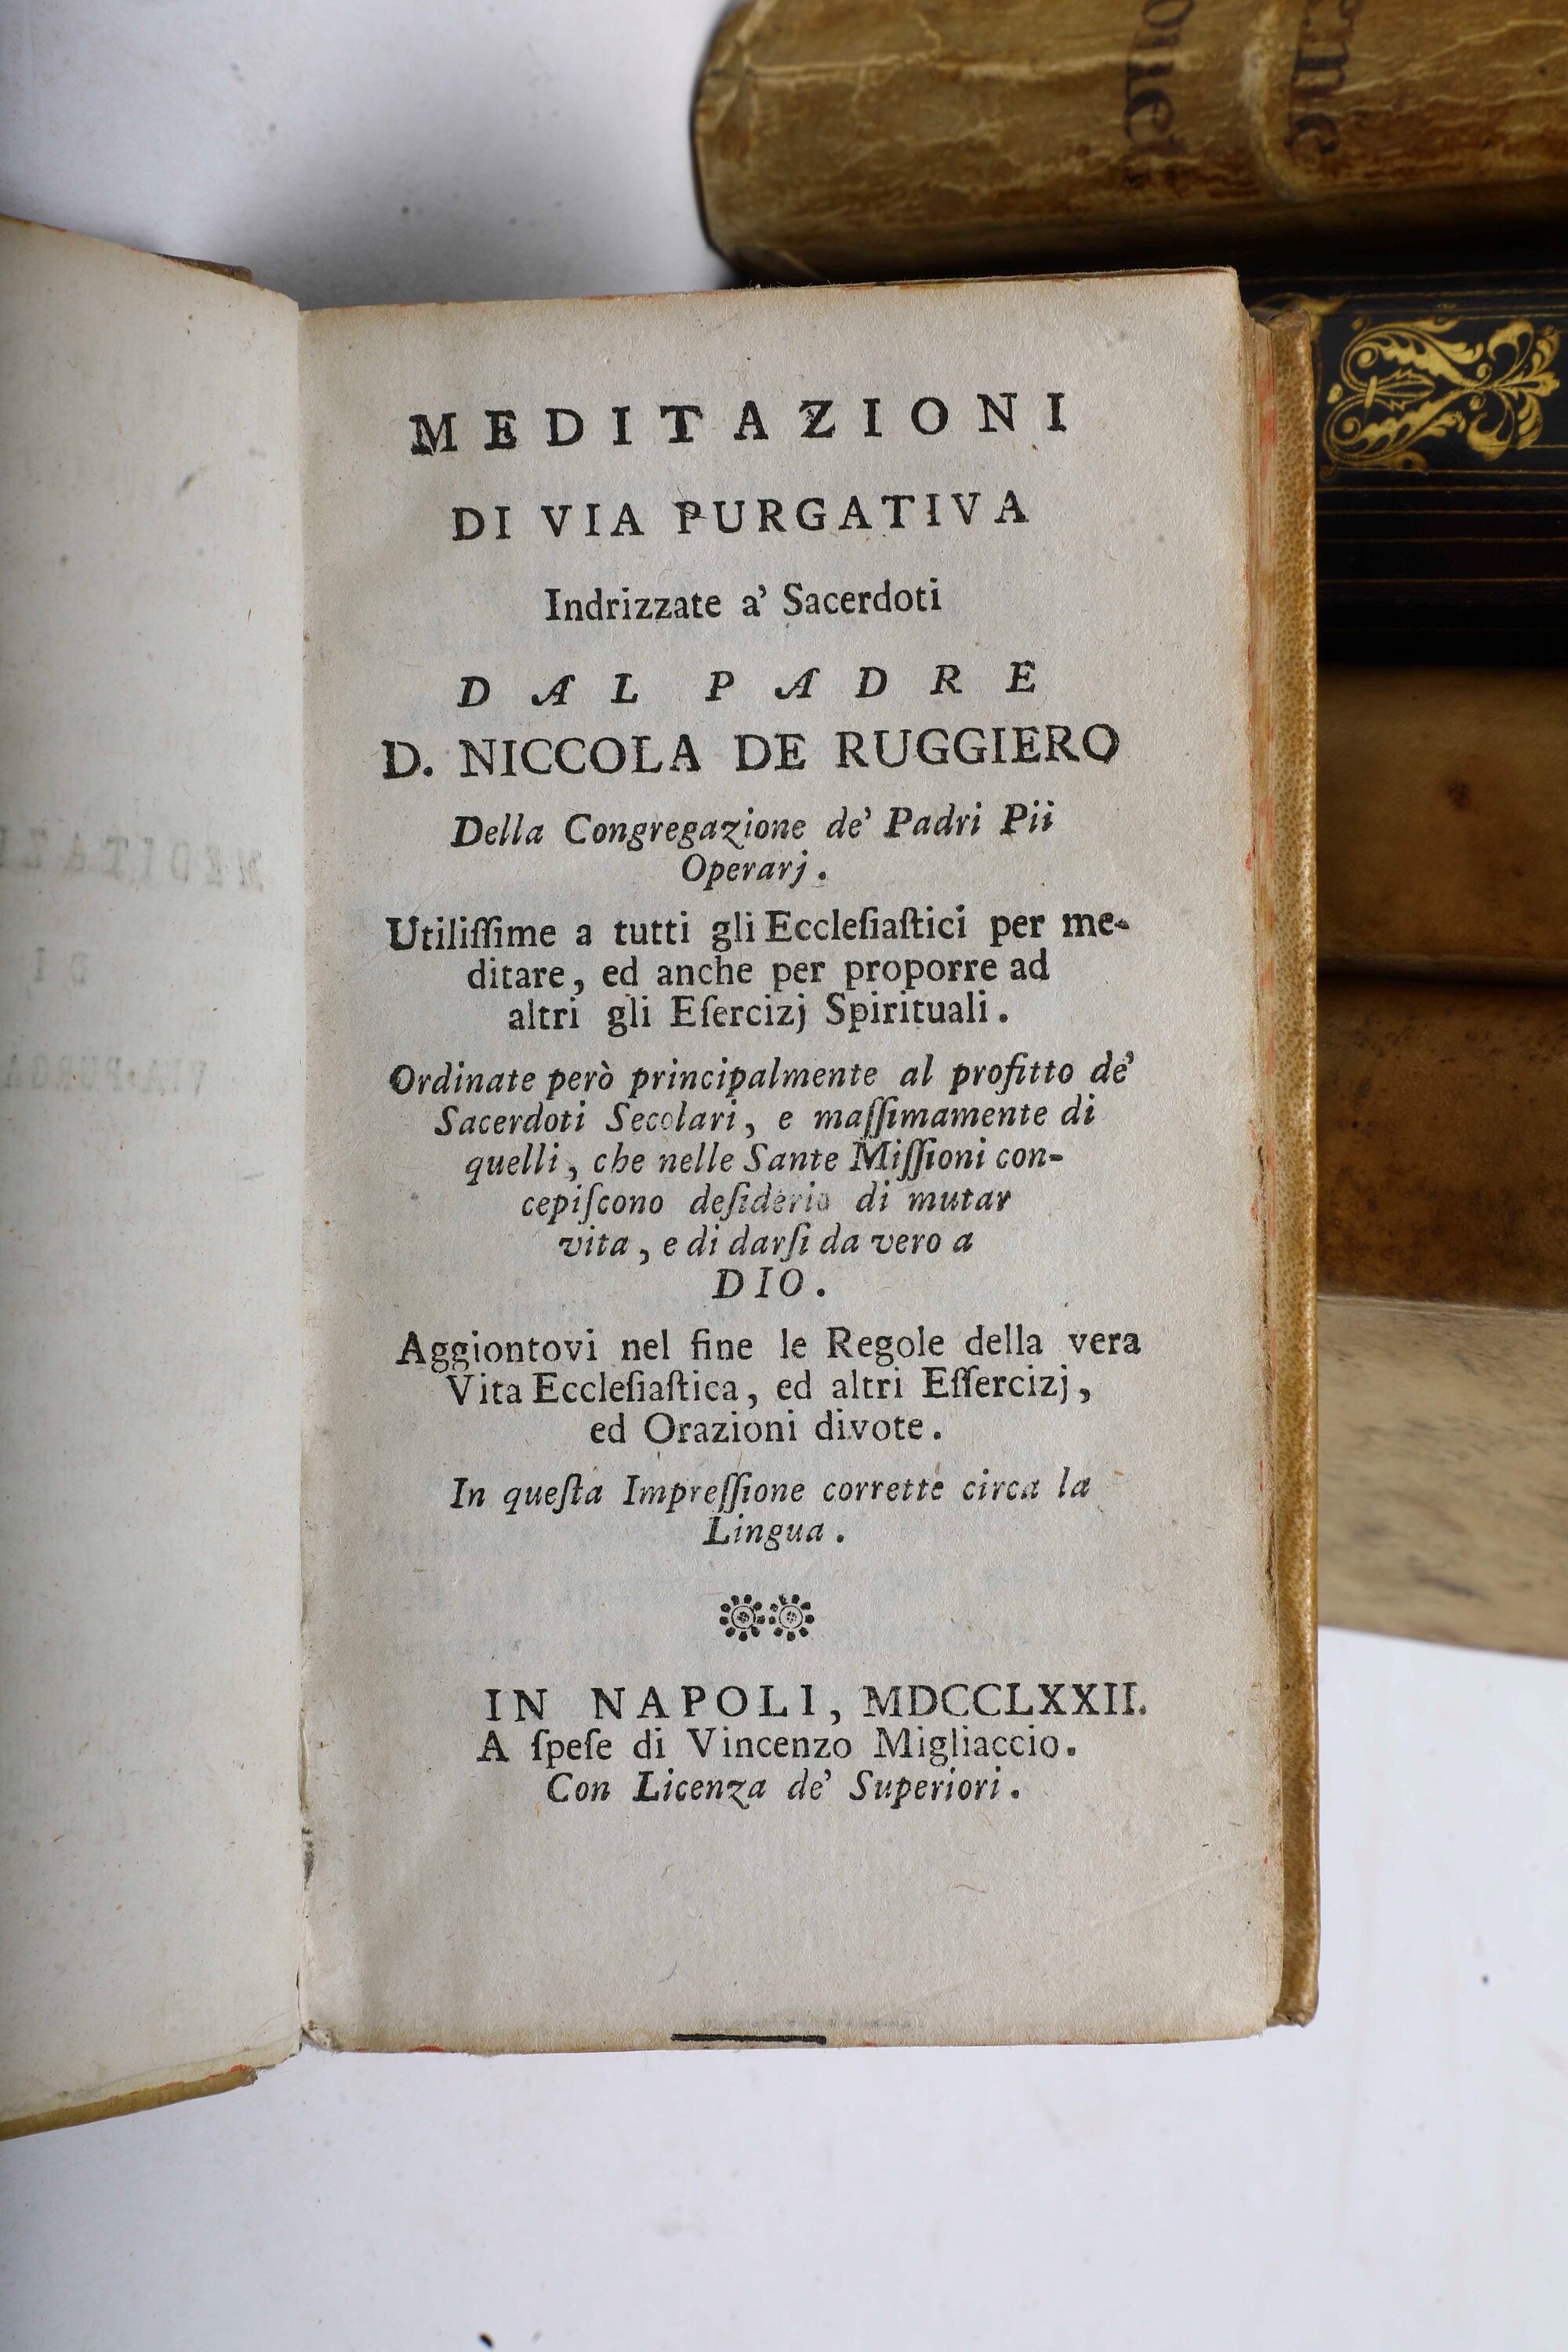 MEDITAZIONI
DI VIA PURGATIVA
Indrizzate a' Sacerdoti
DAL PADRE
D. NICCOLA DE RUGGIERO
Della Congregazione de' Padri Pii
Operarj.
Utiliſſime a tutti gli Eccleſiaſtici per me-
ditare, ed anche per proporre ad
altri gli Eſercizj Spirituali.
Ordinate però principalmente al profitto de'
Sacerdoti Secolari, e maſſimamente di
quelli, che nelle Sante Miſſioni con-
cepiſcono deſiderio di mutar
vita, e di darſi da vero a
DIO.
Aggiontovi nel fine le Regole della vera
Vita Eccleſiaſtica, ed altri Eſſercizj,
ed Orazioni divote.
In queſta Impreſſione corrette circa la
Lingua.
IN NAPOLI, MDCCLXXII.
A ſpeſe di Vincenzo Migliaccio.
Con Licenza de' Superiori.